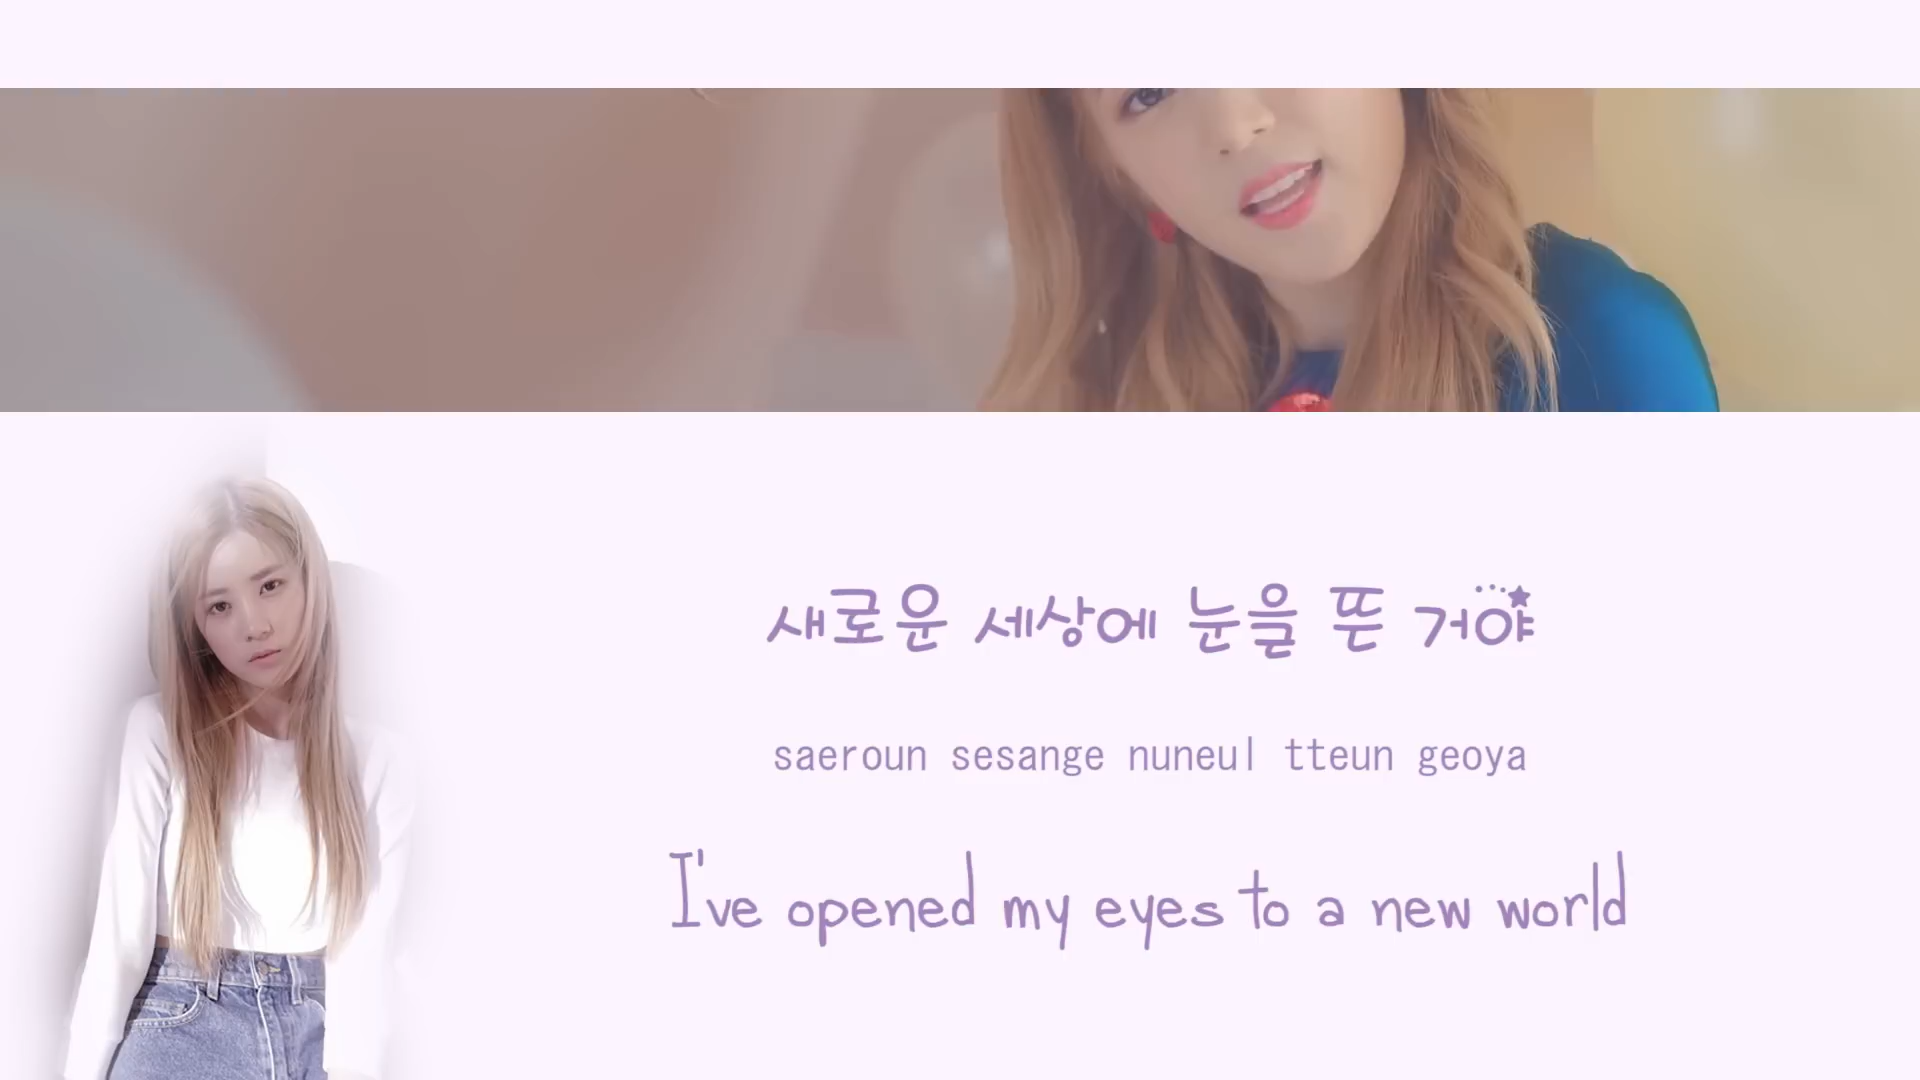 새로운 세상에 눈을 뜬 거야
saeroun sesange nuneul tteun geoya
I've opened my eyes to a new world